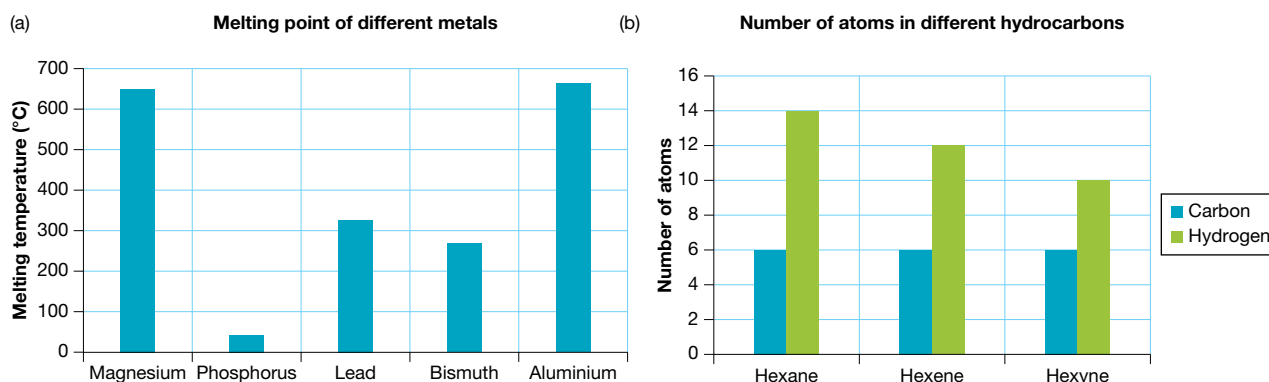 (a)
Melting point of different metals
Melting temperature (°C)
700
600
500
400
300
200
100
0
Magnesium Phosphorus Lead Bismuth Aluminium
(b)
Number of atoms in different hydrocarbons
Number of atoms
16
14
12
10
8
6
4
2
0
Hexane Hexene Hexyne
Carbon
Hydrogen